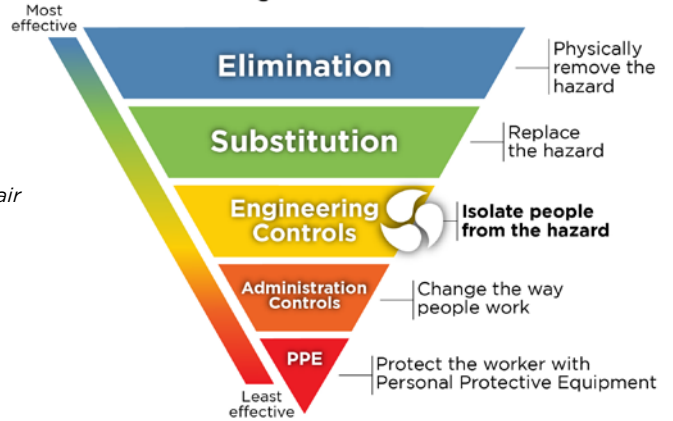 Most
effective
Elimination
Physically
remove the
hazard
Substitution
Replace
the hazard
air
Engineering
Controls
Isolate people
from the hazard
Administration
Controls
Change the way
people work
PPE
Protect the worker with
Personal Protective Equipment
Least
effective